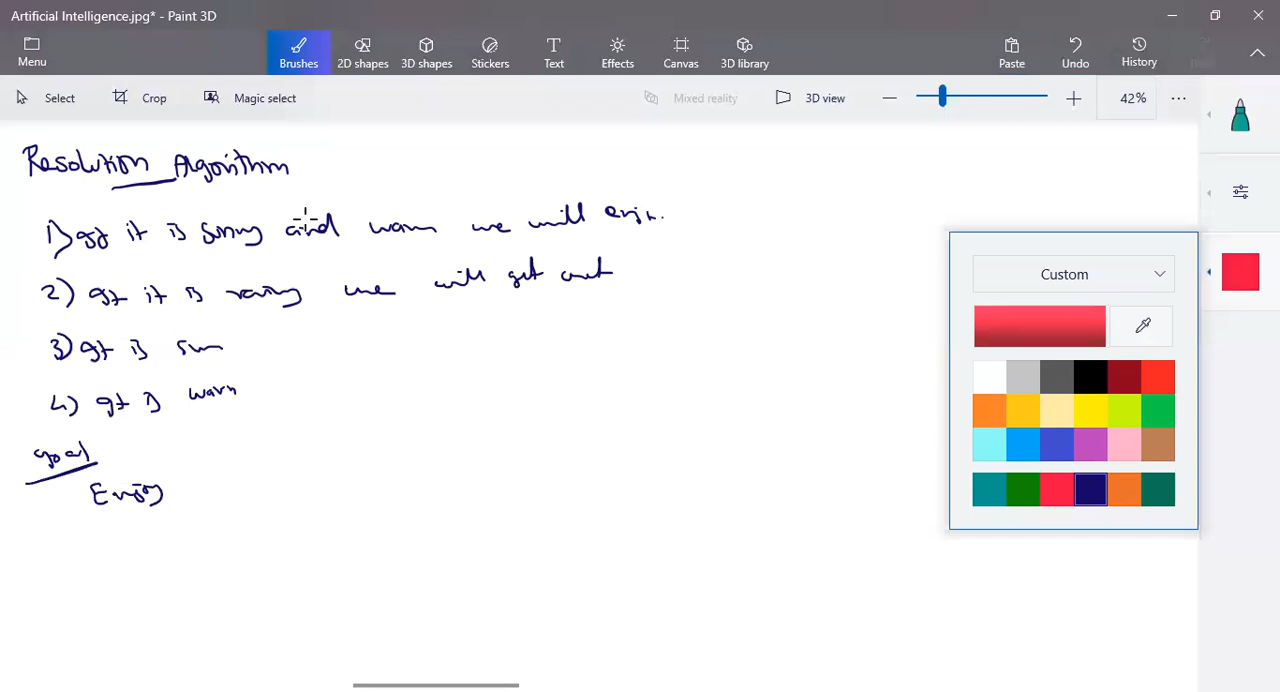 Artificial Intelligence.jpg* - Paint 3D
Menu
Brushes
2D shapes
3D shapes
Stickers
Text
Effects
Canvas
3D library
Paste
Undo
History
Select
Crop
Magic select
Mixed reality
3D view
42%
Custom
Resolution Algorithm
1) If it is sunny and warm we will enjoy.
2) If it is raining we will get wet
3) It is sunny
4) It is warm
Goal
Enjoy